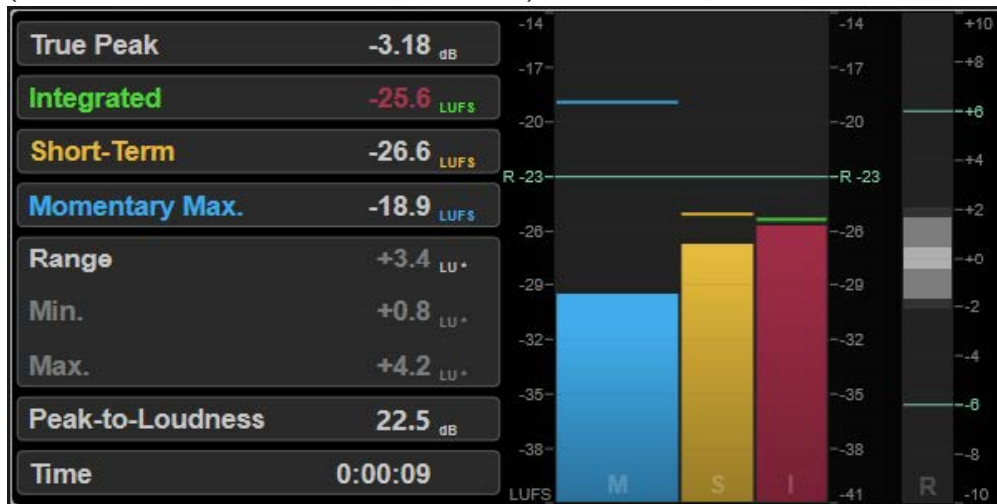 True Peak -3.18 dB
Integrated -25.6 LUFS
Short-Term -26.6 LUFS
Momentary Max. -18.9 LUFS
Range +3.4 LU*
Min. +0.8 LU*
Max. +4.2 LU*
Peak-to-Loudness 22.5 dB
Time 0:00:09
-14 -14
-17 -17
-20 -20
R -23 R -23
-26 -26
-29 -29
-32 -32
-35 -35
-38 -38
LUFS M S I -41
+10
+8
+6
+4
+2
+0
-2
-4
-6
-8
R -10